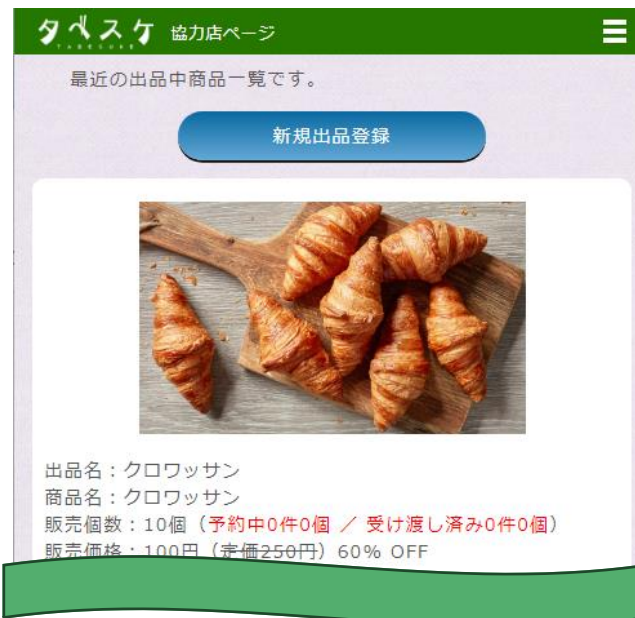 タベスケ 協力店ページ
TABESUKE
最近の出品中商品一覧です。
新規出品登録
出品名：クロワッサン
商品名：クロワッサン
販売個数：10個（予約中0件0個 ／ 受け渡し済み0件0個）
販売価格：100円（定価250円）60% OFF